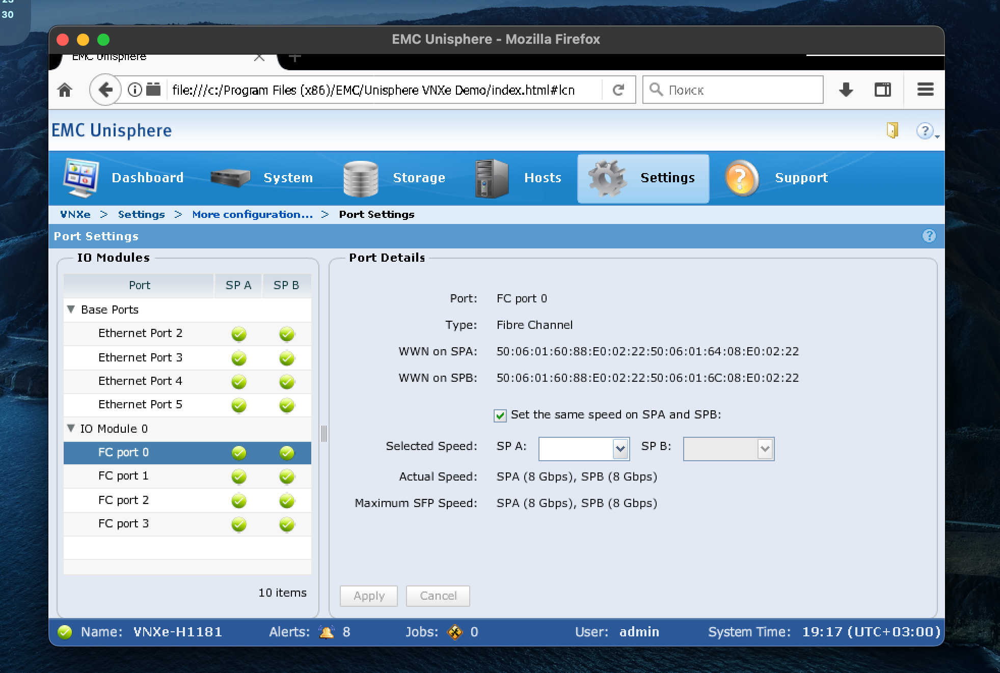 30
EMC Unisphere - Mozilla Firefox
EMC Unisphere
file:///c:/Program Files (x86)/EMC/Unisphere VNXe Demo/index.html#lcn
Поиск
EMC Unisphere
Dashboard System Storage Hosts Settings Support
VNXe > Settings > More configuration... > Port Settings
Port Settings
IO Modules
Port SP A SP B
Base Ports
Ethernet Port 2
Ethernet Port 3
Ethernet Port 4
Ethernet Port 5
IO Module 0
FC port 0
FC port 1
FC port 2
FC port 3
10 items
Port Details
Port: FC port 0
Type: Fibre Channel
WWN on SPA: 50:06:01:60:88:E0:02:22:50:06:01:64:08:E0:02:22
WWN on SPB: 50:06:01:60:88:E0:02:22:50:06:01:6C:08:E0:02:22
Set the same speed on SPA and SPB:
Selected Speed: SP A: SP B:
Actual Speed: SPA (8 Gbps), SPB (8 Gbps)
Maximum SFP Speed: SPA (8 Gbps), SPB (8 Gbps)
Apply Cancel
Name: VNXe-H1181 Alerts: 8 Jobs: 0 User: admin System Time: 19:17 (UTC+03:00)